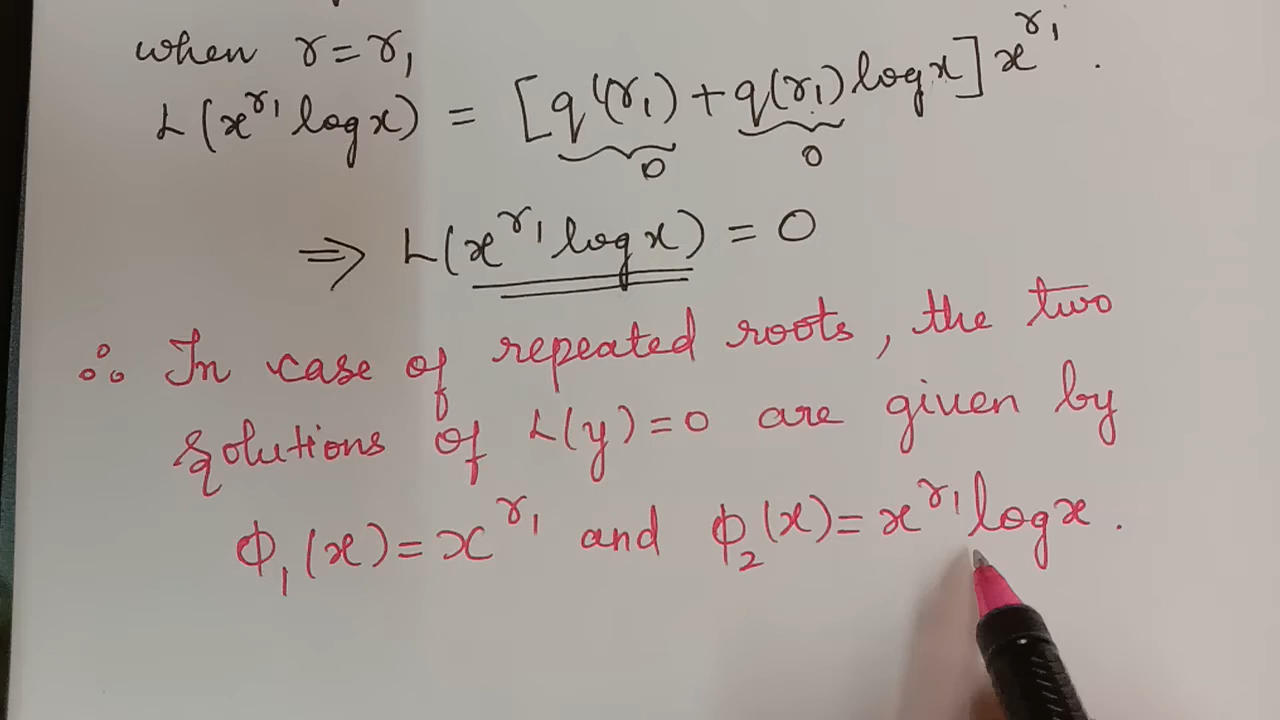 when r = r₁
L(x^r₁ log x) = [q'(r₁) + q(r₁) log x] x^r₁ .
0 0
⇒ L(x^r₁ log x) = 0
∴ In case of repeated roots, the two
solutions of L(y) = 0 are given by
Φ₁(x) = x^r₁ and Φ₂(x) = x^r₁ log x .